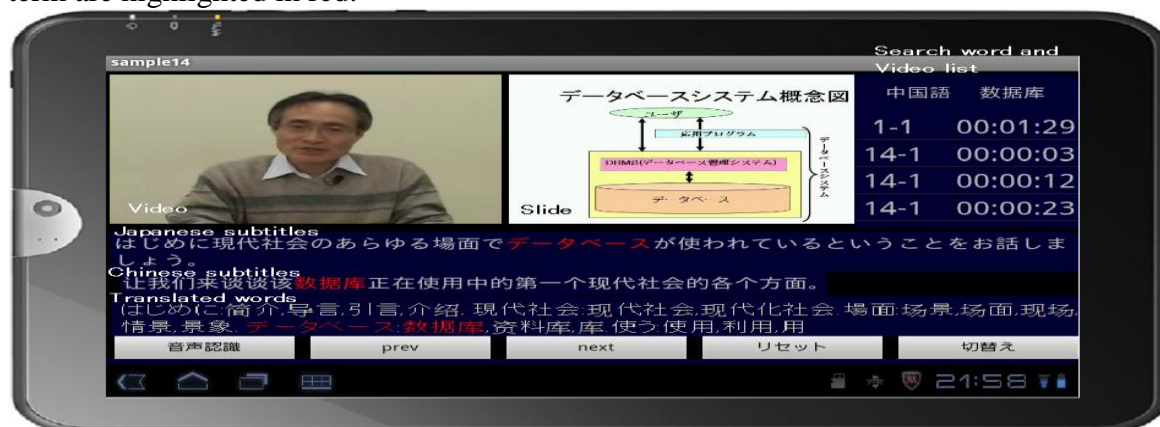 term are highlighted in red.
Search word and
Video list
sample14
データベースシステム概念図
ユーザ
応用プログラム
DBMS(データベース管理システム)
データベース
データベースシステム
Video
Slide
中国語 数据库
1-1 00:01:29
14-1 00:00:03
14-1 00:00:12
14-1 00:00:23
Japanese subtitles
はじめに現代社会のあらゆる場面でデータベースが使われているということをお話しま
しょう。
Chinese subtitles
让我们来谈谈该数据库正在使用中的第一个现代社会的各个方面。
Translated words
はじめに:简介,导言,引言,介绍. 現代社会:现代社会,现代化社会. 場面:场景,场面,现场,
情景,景象. データベース:数据库,资料库,库. 使う:使用,利用,用
音声認識 prev next リセット 切替え
21:58